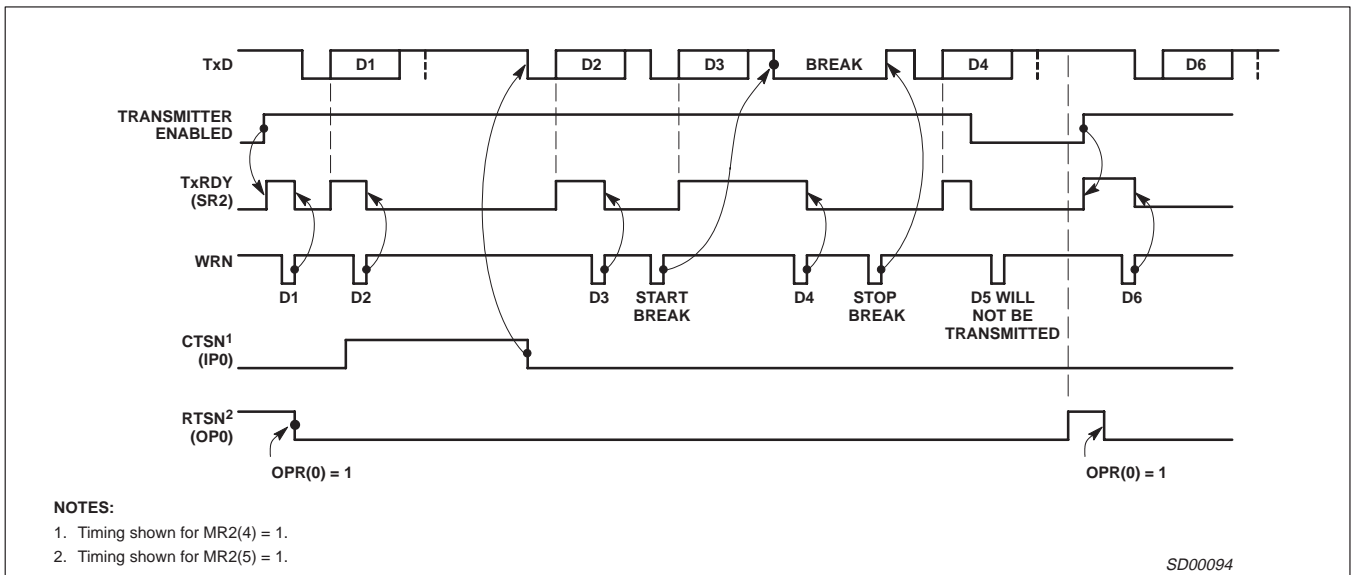 TxD D1 D2 D3 BREAK D4 D6
TRANSMITTER
ENABLED
TxRDY
(SR2)
WRN
D1 D2 D3 START
BREAK D4 STOP
BREAK D5 WILL
NOT BE
TRANSMITTED D6
CTSN1
(IP0)
RTSN2
(OP0)
OPR(0) = 1 OPR(0) = 1
NOTES:
1. Timing shown for MR2(4) = 1.
2. Timing shown for MR2(5) = 1.
SD00094